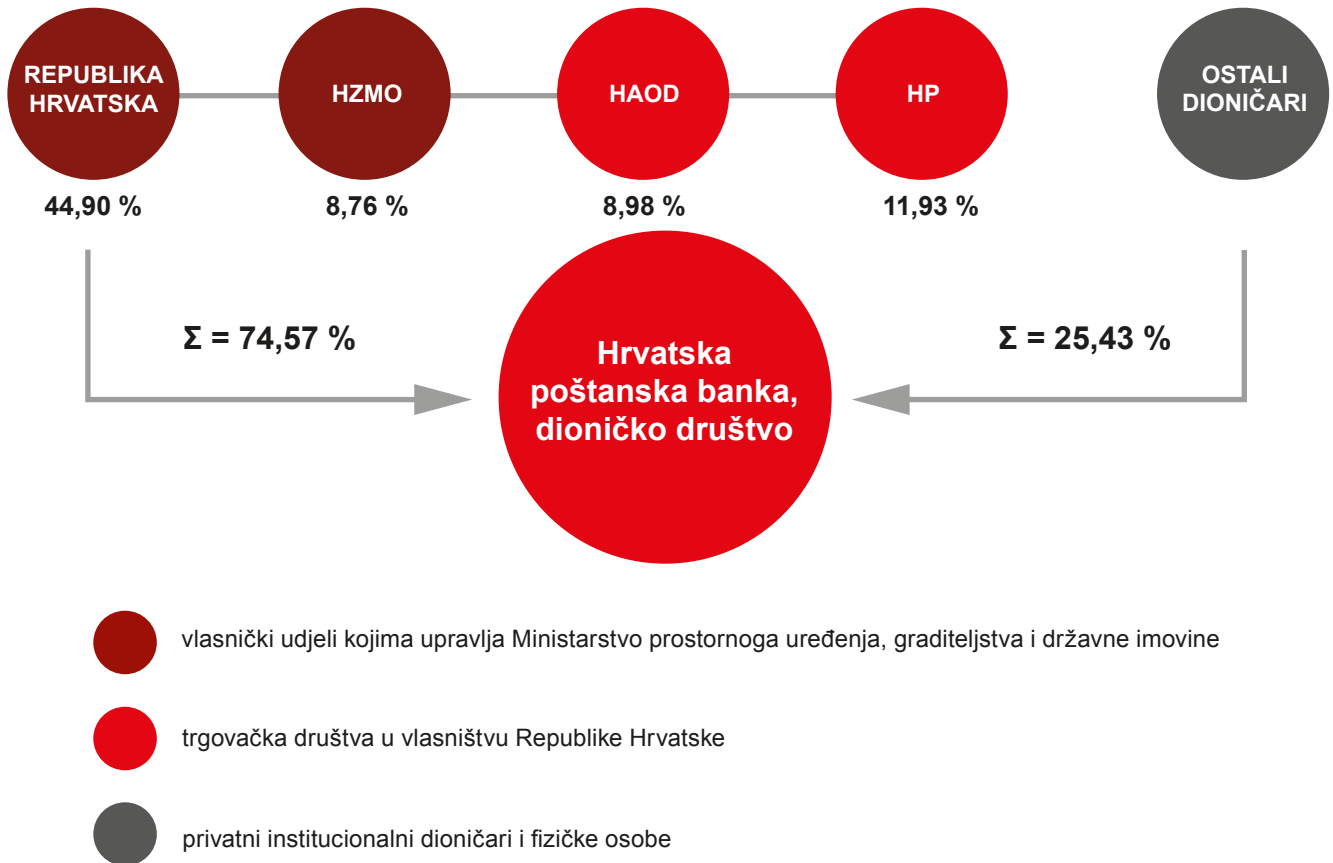 REPUBLIKA
HRVATSKA
HZMO
HAOD
HP
OSTALI
DIONIČARI
44,90 %
8,76 %
8,98 %
11,93 %
Σ = 74,57 %
Σ = 25,43 %
Hrvatska
poštanska banka,
dioničko društvo
vlasnički udjeli kojima upravlja Ministarstvo prostornoga uređenja, graditeljstva i državne imovine
trgovačka društva u vlasništvu Republike Hrvatske
privatni institucionalni dioničari i fizičke osobe